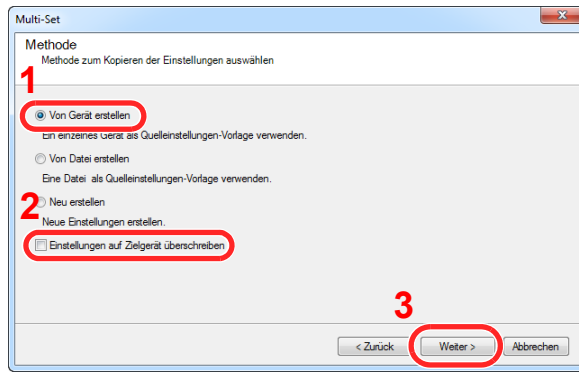 Multi-Set
Methode
Methode zum Kopieren der Einstellungen auswählen
1
Von Gerät erstellen
Ein einzelnes Gerät als Quelleinstellungen-Vorlage verwenden.
Von Datei erstellen
Eine Datei als Quelleinstellungen-Vorlage verwenden.
2
Neu erstellen
Neue Einstellungen erstellen.
Einstellungen auf Zielgerät überschreiben
3
< Zurück Weiter > Abbrechen